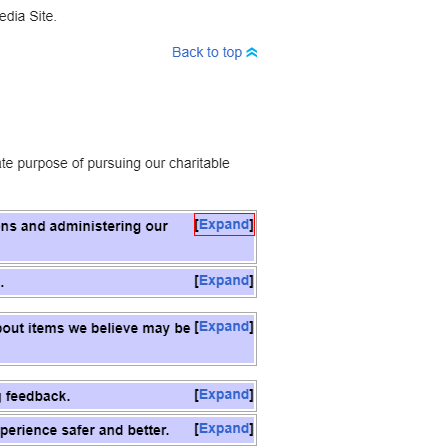 edia Site.
Back to top
te purpose of pursuing our charitable
ns and administering our [Expand]
. [Expand]
out items we believe may be [Expand]
feedback. [Expand]
perience safer and better. [Expand]